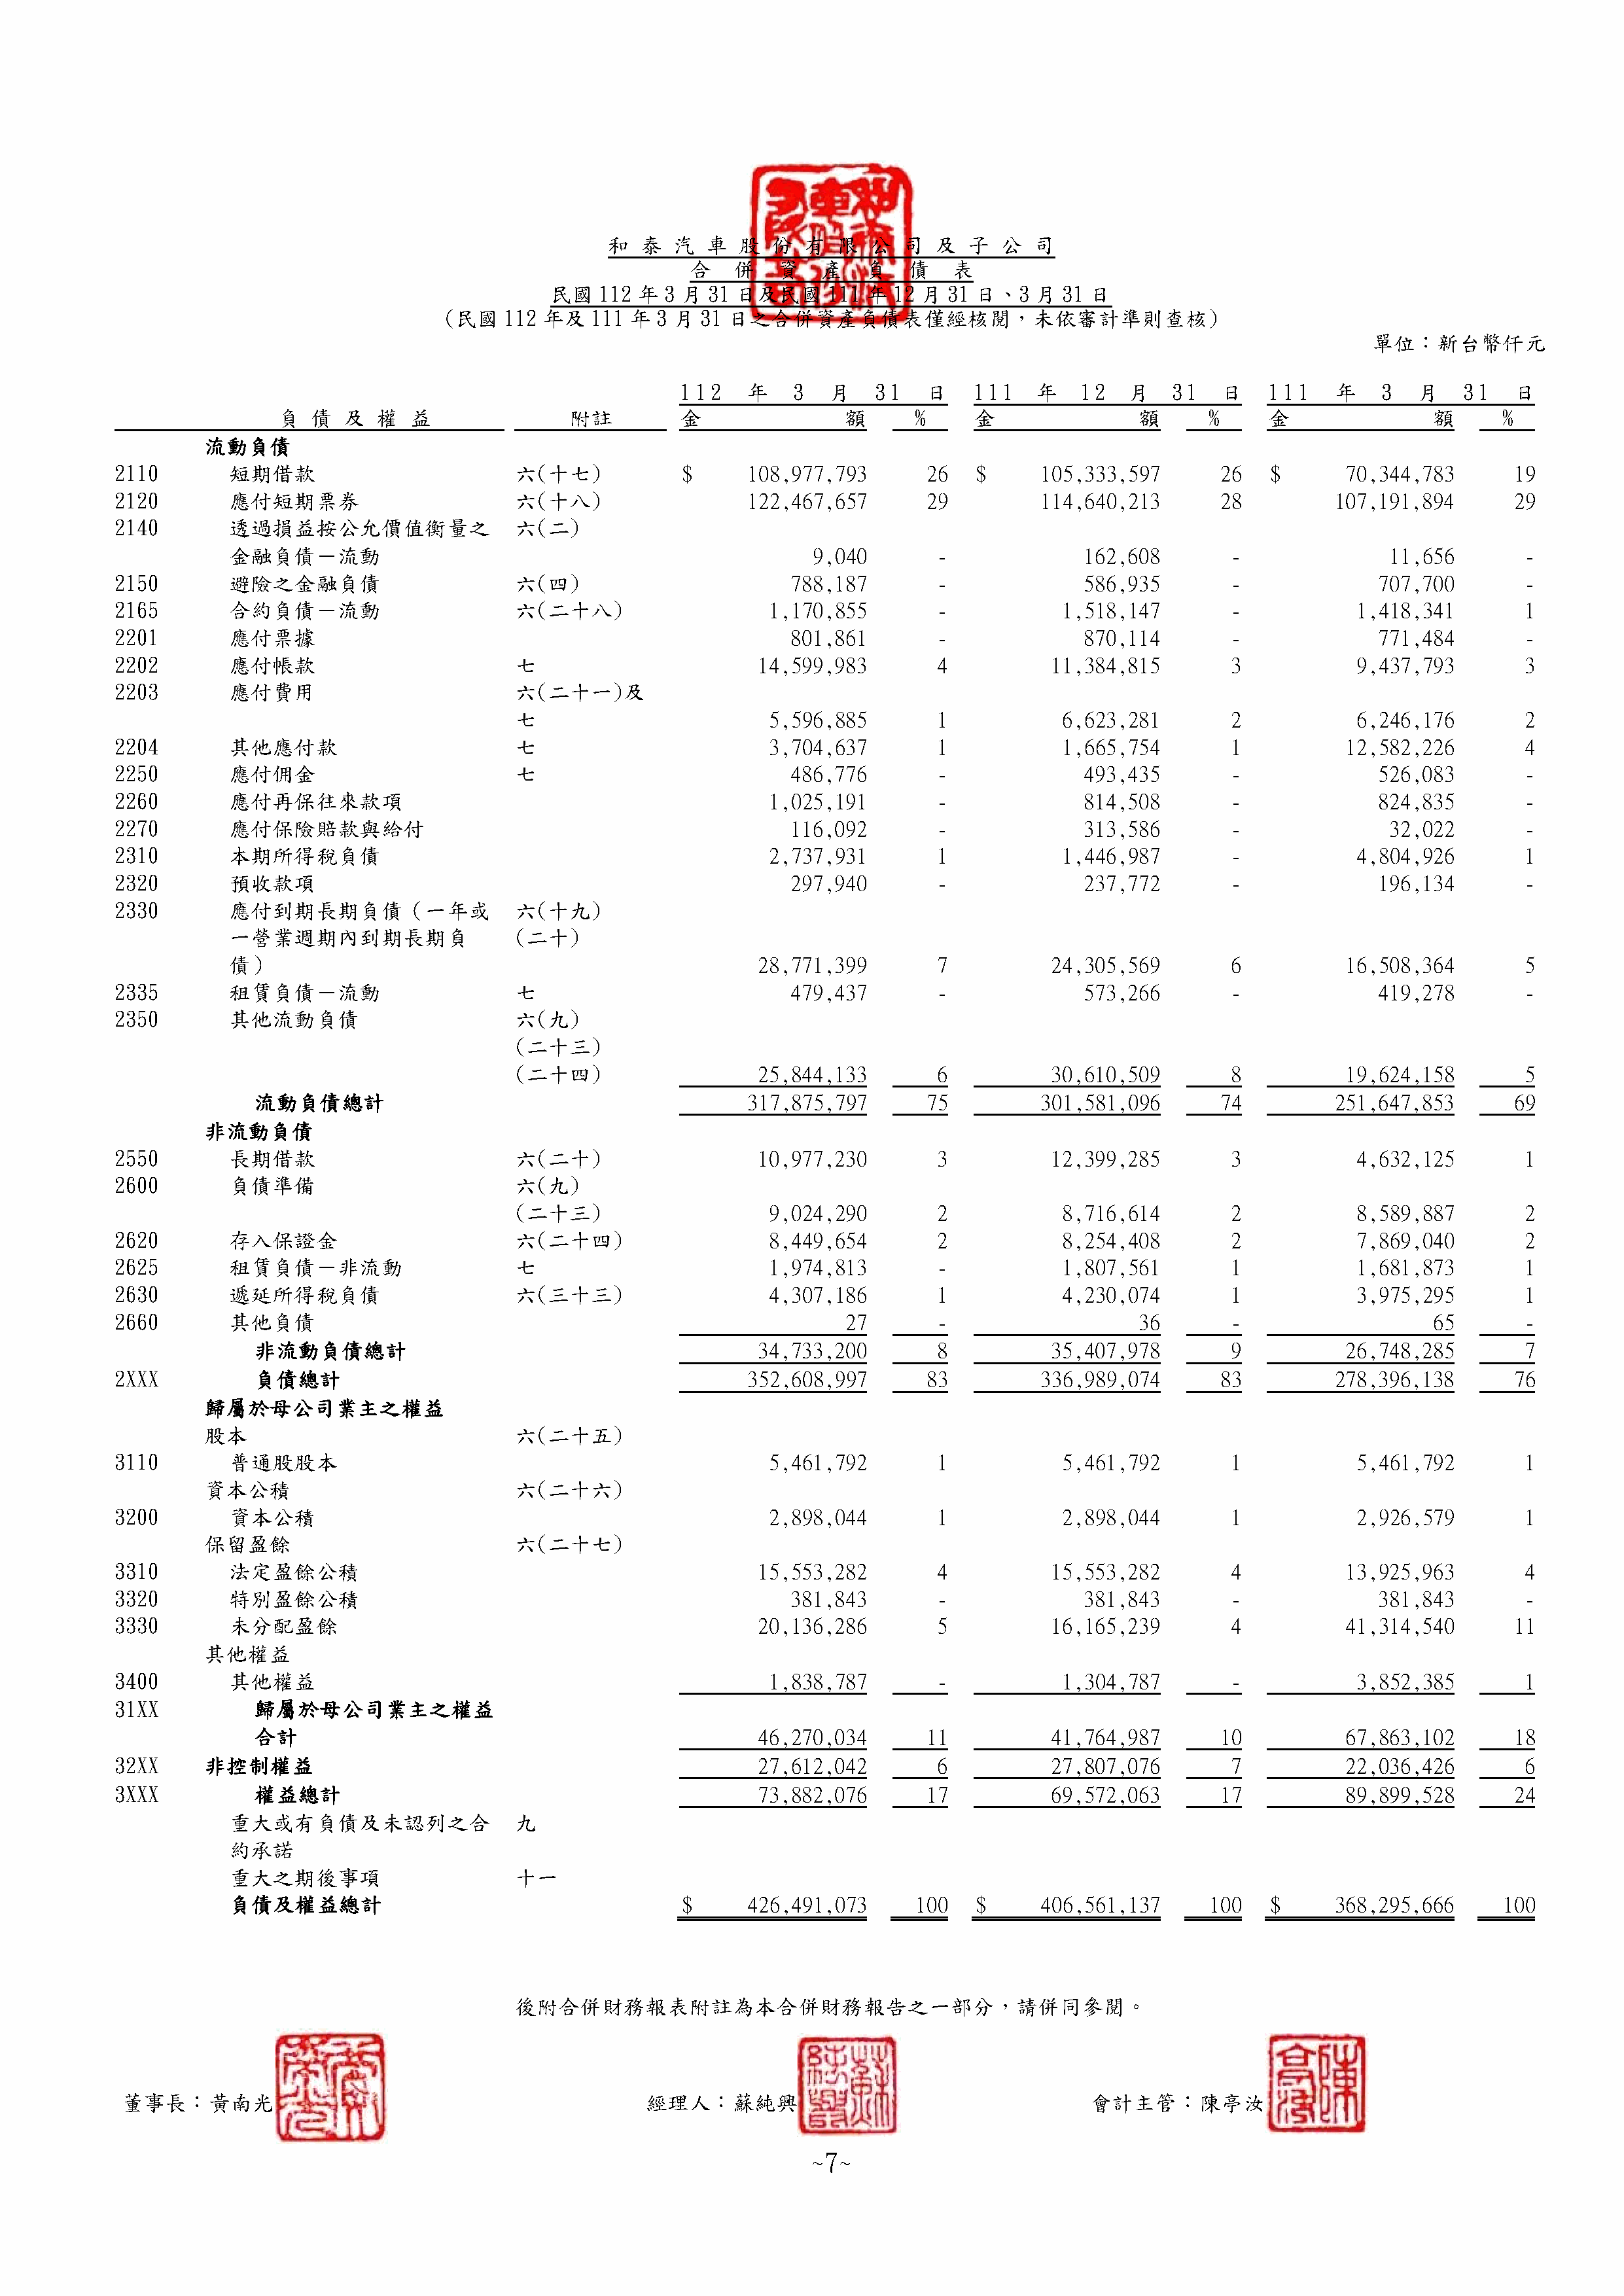 和泰汽車股份有限公司及子公司
合併資產負債表
民國112年3月31日及民國111年12月31日、3月31日
（民國112年及111年3月31日之合併資產負債表僅經核閱，未依審計準則查核）
單位：新台幣仟元
112 年 3 月 31 日 111 年 12 月 31 日 111 年 3 月 31 日
負債及權益 附註 金額 % 金額 % 金額 %
流動負債
2110 短期借款 六(十七) $ 108,977,793 26 $ 105,333,597 26 $ 70,344,783 19
2120 應付短期票券 六(十八) 122,467,657 29 114,640,213 28 107,191,894 29
2140 透過損益按公允價值衡量之 六(二)
金融負債－流動 9,040 - 162,608 - 11,656 -
2150 避險之金融負債 六(四) 788,187 - 586,935 - 707,700 -
2165 合約負債－流動 六(二十八) 1,170,855 - 1,518,147 - 1,418,341 1
2201 應付票據 801,861 - 870,114 - 771,484 -
2202 應付帳款 七 14,599,983 4 11,384,815 3 9,437,793 3
2203 應付費用 六(二十一)及
七 5,596,885 1 6,623,281 2 6,246,176 2
2204 其他應付款 七 3,704,637 1 1,665,754 1 12,582,226 4
2250 應付佣金 七 486,776 - 493,435 - 526,083 -
2260 應付再保往來款項 1,025,191 - 814,508 - 824,835 -
2270 應付保險賠款與給付 116,092 - 313,586 - 32,022 -
2310 本期所得稅負債 2,737,931 1 1,446,987 - 4,804,926 1
2320 預收款項 297,940 - 237,772 - 196,134 -
2330 應付到期長期負債（一年或 六(十九)
一營業週期內到期長期負 (二十)
債） 28,771,399 7 24,305,569 6 16,508,364 5
2335 租賃負債－流動 七 479,437 - 573,266 - 419,278 -
2350 其他流動負債 六(九)
(二十三)
(二十四) 25,844,133 6 30,610,509 8 19,624,158 5
流動負債總計 317,875,797 75 301,581,096 74 251,647,853 69
非流動負債
2550 長期借款 六(二十) 10,977,230 3 12,399,285 3 4,632,125 1
2600 負債準備 六(九)
(二十三) 9,024,290 2 8,716,614 2 8,589,887 2
2620 存入保證金 六(二十四) 8,449,654 2 8,254,408 2 7,869,040 2
2625 租賃負債－非流動 七 1,974,813 - 1,807,561 1 1,681,873 1
2630 遞延所得稅負債 六(三十三) 4,307,186 1 4,230,074 1 3,975,295 1
2660 其他負債 27 - 36 - 65 -
非流動負債總計 34,733,200 8 35,407,978 9 26,748,285 7
2XXX 負債總計 352,608,997 83 336,989,074 83 278,396,138 76
歸屬於母公司業主之權益
股本 六(二十五)
3110 普通股股本 5,461,792 1 5,461,792 1 5,461,792 1
資本公積 六(二十六)
3200 資本公積 2,898,044 1 2,898,044 1 2,926,579 1
保留盈餘 六(二十七)
3310 法定盈餘公積 15,553,282 4 15,553,282 4 13,925,963 4
3320 特別盈餘公積 381,843 - 381,843 - 381,843 -
3330 未分配盈餘 20,136,286 5 16,165,239 4 41,314,540 11
其他權益
3400 其他權益 1,838,787 - 1,304,787 - 3,852,385 1
31XX 歸屬於母公司業主之權益
合計 46,270,034 11 41,764,987 10 67,863,102 18
32XX 非控制權益 27,612,042 6 27,807,076 7 22,036,426 6
3XXX 權益總計 73,882,076 17 69,572,063 17 89,899,528 24
重大或有負債及未認列之合 九
約承諾
重大之期後事項 十一
負債及權益總計 $ 426,491,073 100 $ 406,561,137 100 $ 368,295,666 100
後附合併財務報表附註為本合併財務報告之一部分，請併同參閱。
董事長：黃南光 經理人：蘇純興 會計主管：陳亭汝
~7~